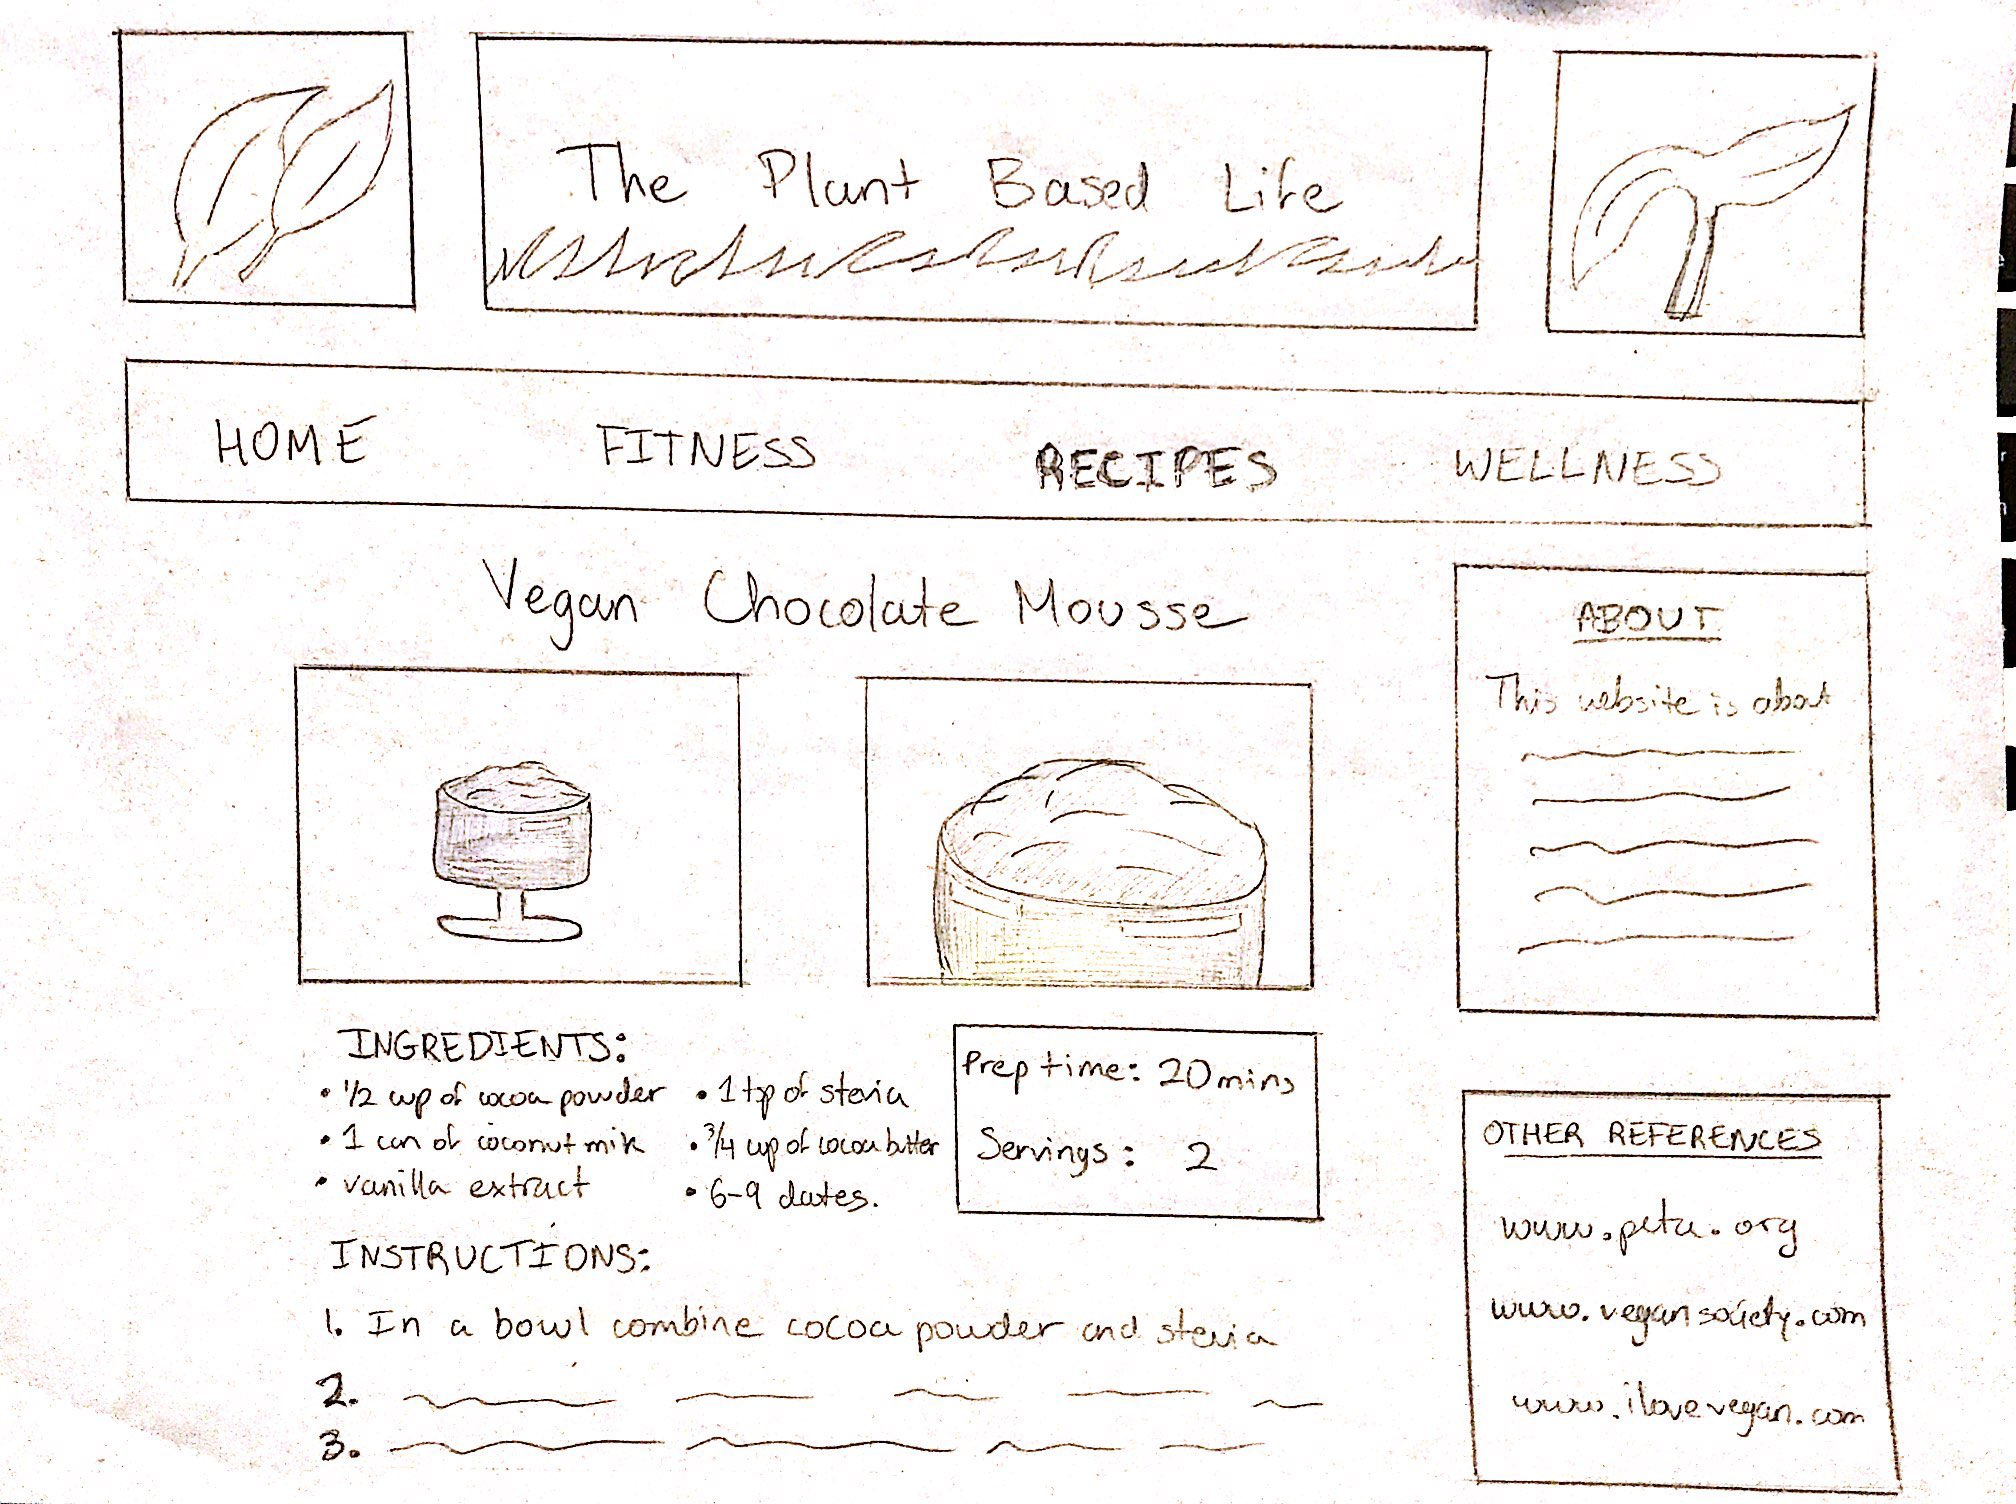 The Plant Based Life
HOME FITNESS RECIPES WELLNESS
Vegan Chocolate Mousse
INGREDIENTS:
• 1/2 cup of cocoa powder
• 1 can of coconut milk
• vanilla extract
• 1 tsp of stevia
• 3/4 cup of cocoa butter
• 6-9 dates.
Prep time: 20 mins
Servings: 2
INSTRUCTIONS:
1. In a bowl combine cocoa powder and stevia
2.
3.
ABOUT
This website is about
OTHER REFERENCES
www.peta.org
www.vegansociety.com
www.ilovevegan.com